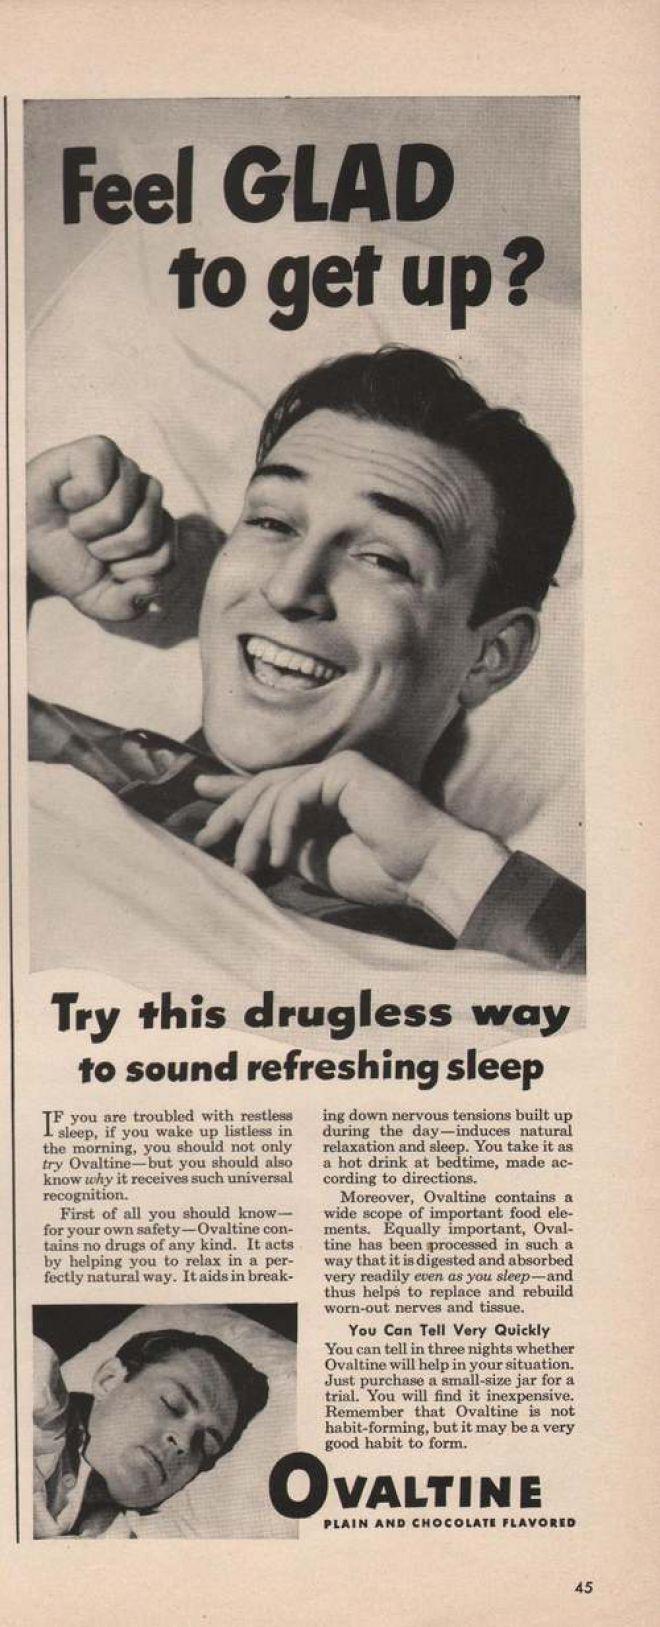 Feel GLAD
to get up?
Try this drugless way
to sound refreshing sleep
IF you are troubled with restless
sleep, if you wake up listless in
the morning, you should not only
try Ovaltine—but you should also
know why it receives such universal
recognition.
First of all you should know—
for your own safety—Ovaltine con-
tains no drugs of any kind. It acts
by helping you to relax in a per-
fectly natural way. It aids in break-
ing down nervous tensions built up
during the day—induces natural
relaxation and sleep. You take it as
a hot drink at bedtime, made ac-
cording to directions.
Moreover, Ovaltine contains a
wide scope of important food ele-
ments. Equally important, Oval-
tine has been processed in such a
way that it is digested and absorbed
very readily even as you sleep—and
thus helps to replace and rebuild
worn-out nerves and tissue.
You Can Tell Very Quickly
You can tell in three nights whether
Ovaltine will help in your situation.
Just purchase a small-size jar for a
trial. You will find it inexpensive.
Remember that Ovaltine is not
habit-forming, but it may be a very
good habit to form.
OVALTINE
PLAIN AND CHOCOLATE FLAVORED
45